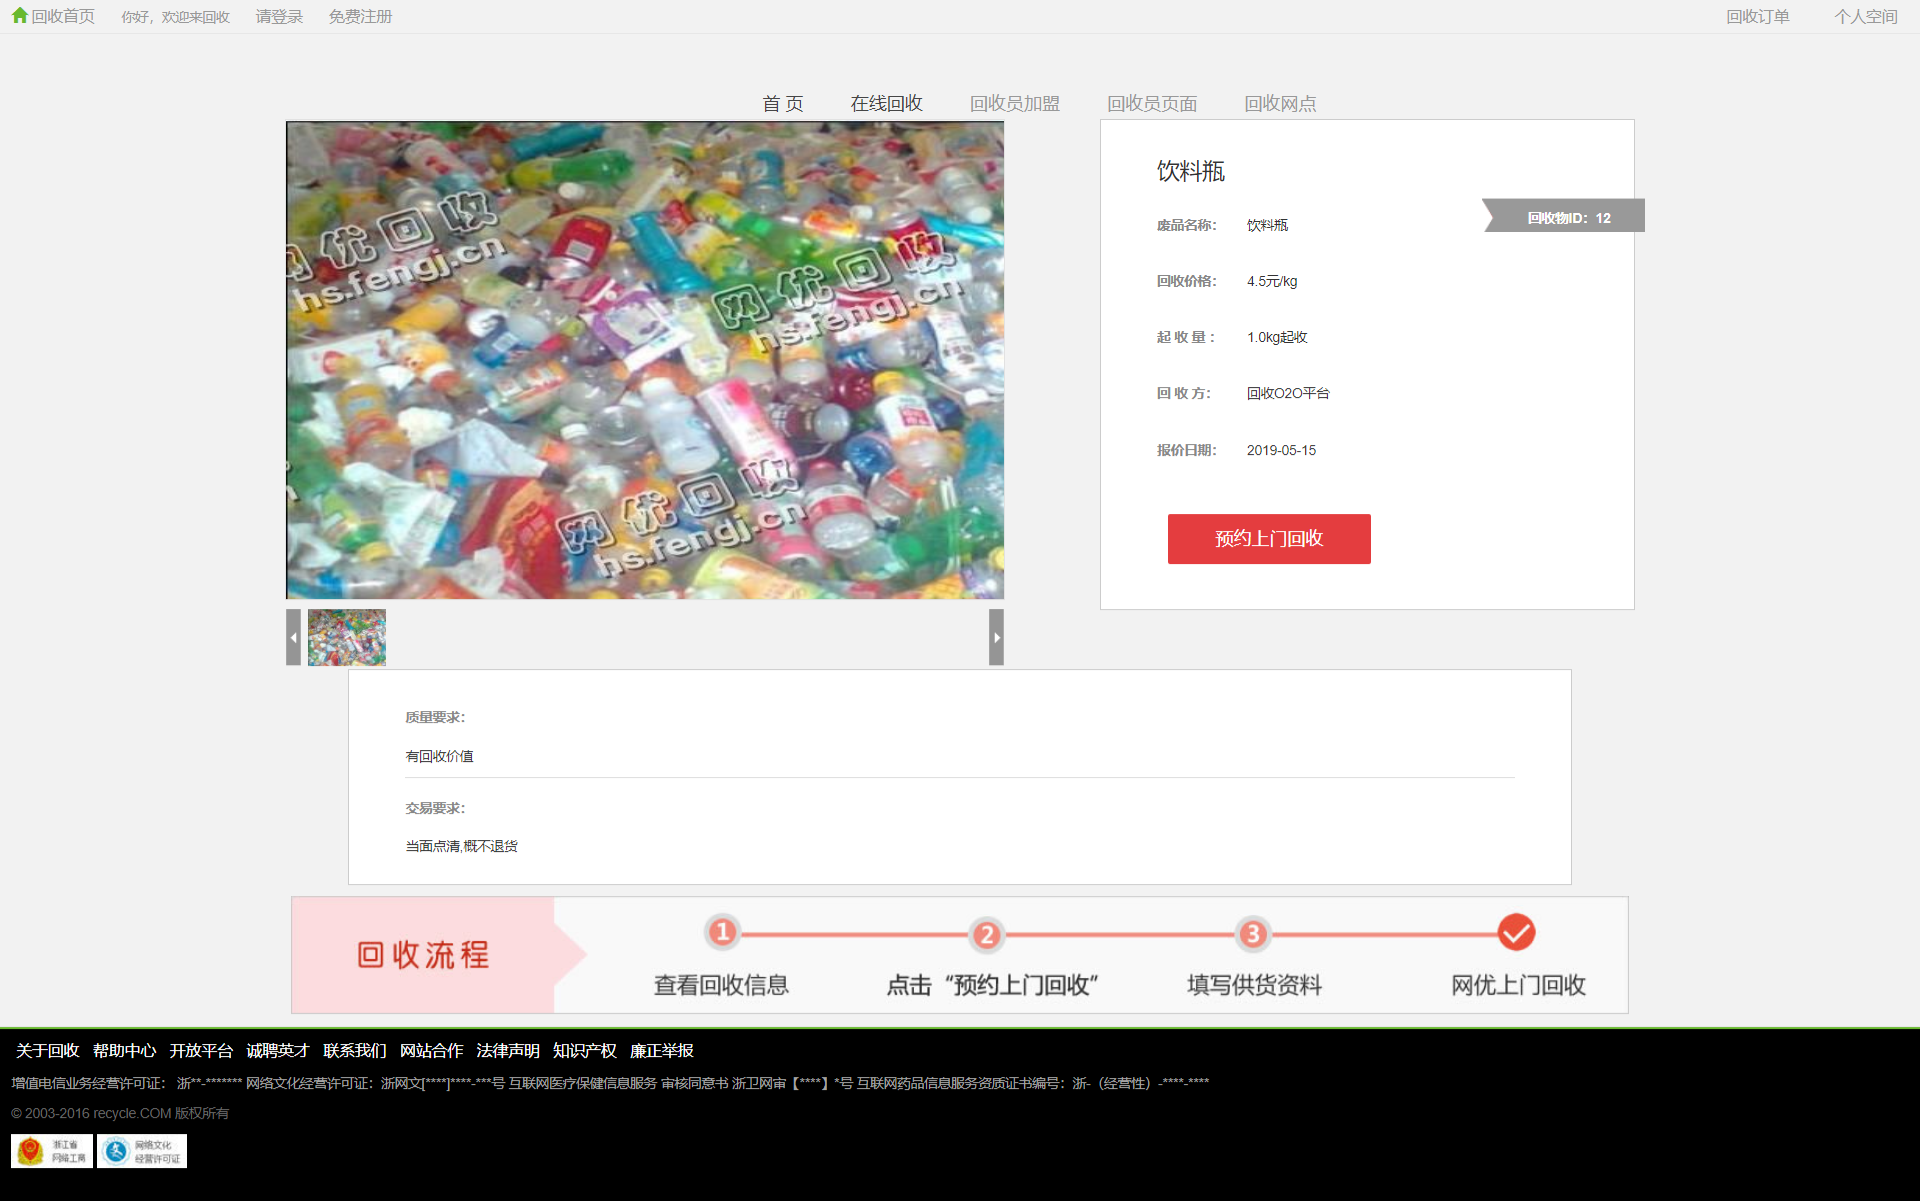 回收首页 你好，欢迎来回收 请登录 免费注册 回收订单 个人空间
首 页 在线回收 回收员加盟 回收员页面 回收网点
网优回收
hs.fengj.cn
网优回收
hs.fengj.cn
网优回收
hs.fengj.cn
饮料瓶
回收物ID：12
废品名称： 饮料瓶
回收价格： 4.5元/kg
起 收 量： 1.0kg起收
回 收 方： 回收O2O平台
报价日期： 2019-05-15
预约上门回收
质量要求：
有回收价值
交易要求：
当面点清,概不退货
回收流程
1 2 3
查看回收信息 点击“预约上门回收” 填写供货资料 网优上门回收
关于回收 帮助中心 开放平台 诚聘英才 联系我们 网站合作 法律声明 知识产权 廉正举报
增值电信业务经营许可证： 浙**-******* 网络文化经营许可证：浙网文[****]****-***号 互联网医疗保健信息服务 审核同意书 浙卫网审【****】*号 互联网药品信息服务资质证书编号：浙-（经营性）-****-****
© 2003-2016 recycle.COM 版权所有
浙江省
网络工商
网络文化
经营许可证